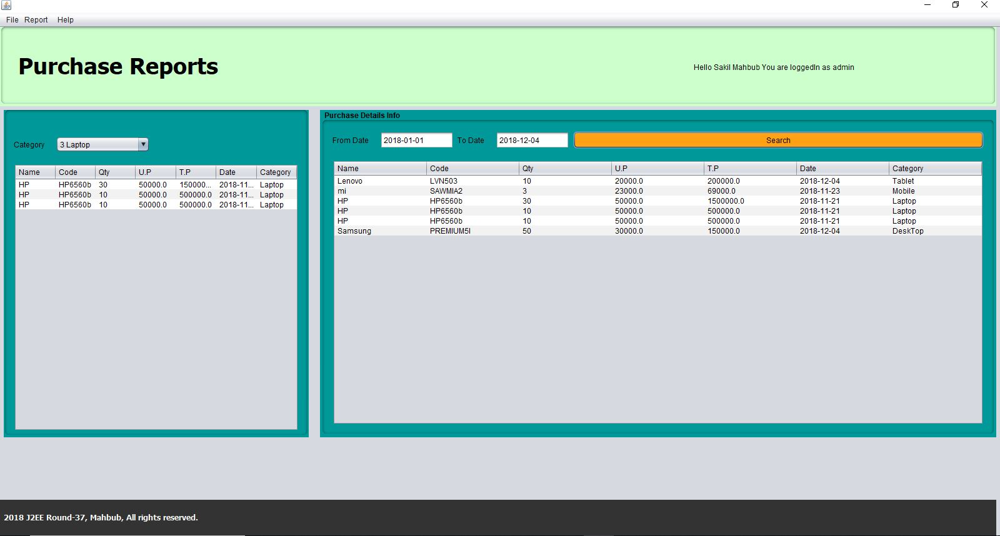 File Report Help
Purchase Reports
Hello Sakil Mahbub You are loggedIn as admin
Category 3 Laptop
Name Code Qty U.P T.P Date Category
HP HP6560b 30 50000.0 150000... 2018-11... Laptop
HP HP6560b 10 50000.0 500000.0 2018-11... Laptop
HP HP6560b 10 50000.0 500000.0 2018-11... Laptop
Purchase Details Info
From Date 2018-01-01 To Date 2018-12-04 Search
Name Code Qty U.P T.P Date Category
Lenovo LVN503 10 20000.0 200000.0 2018-12-04 Tablet
mi SAWMIA2 3 23000.0 69000.0 2018-11-23 Mobile
HP HP6560b 30 50000.0 1500000.0 2018-11-21 Laptop
HP HP6560b 10 50000.0 500000.0 2018-11-21 Laptop
HP HP6560b 10 50000.0 500000.0 2018-11-21 Laptop
Samsung PREMIUM5I 50 30000.0 150000.0 2018-12-04 DeskTop
2018 J2EE Round-37, Mahbub, All rights reserved.